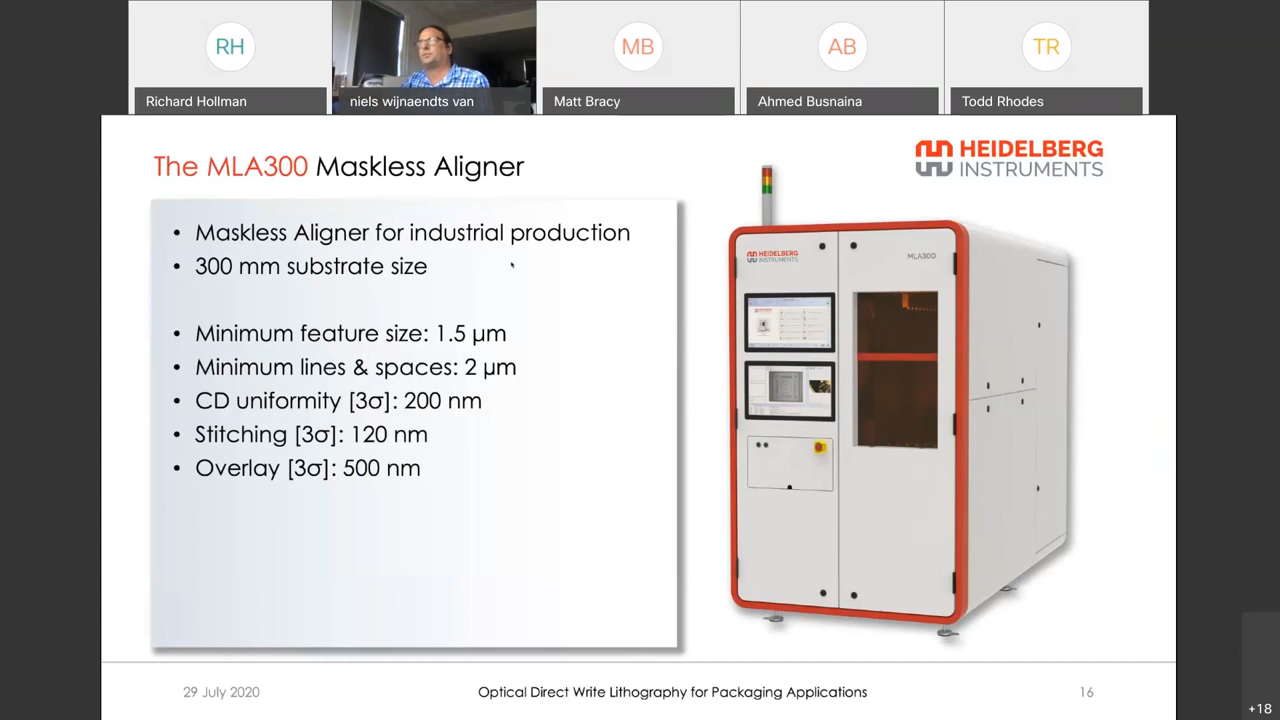 RH
MB
AB
TR
Richard Hollman
niels wijnaendts van
Matt Bracy
Ahmed Busnaina
Todd Rhodes
The MLA300 Maskless Aligner
HEIDELBERG
INSTRUMENTS
• Maskless Aligner for industrial production
• 300 mm substrate size
• Minimum feature size: 1.5 µm
• Minimum lines & spaces: 2 µm
• CD uniformity [3σ]: 200 nm
• Stitching [3σ]: 120 nm
• Overlay [3σ]: 500 nm
HEIDELBERG
INSTRUMENTS
MLA300
29 July 2020
Optical Direct Write Lithography for Packaging Applications
16
+18